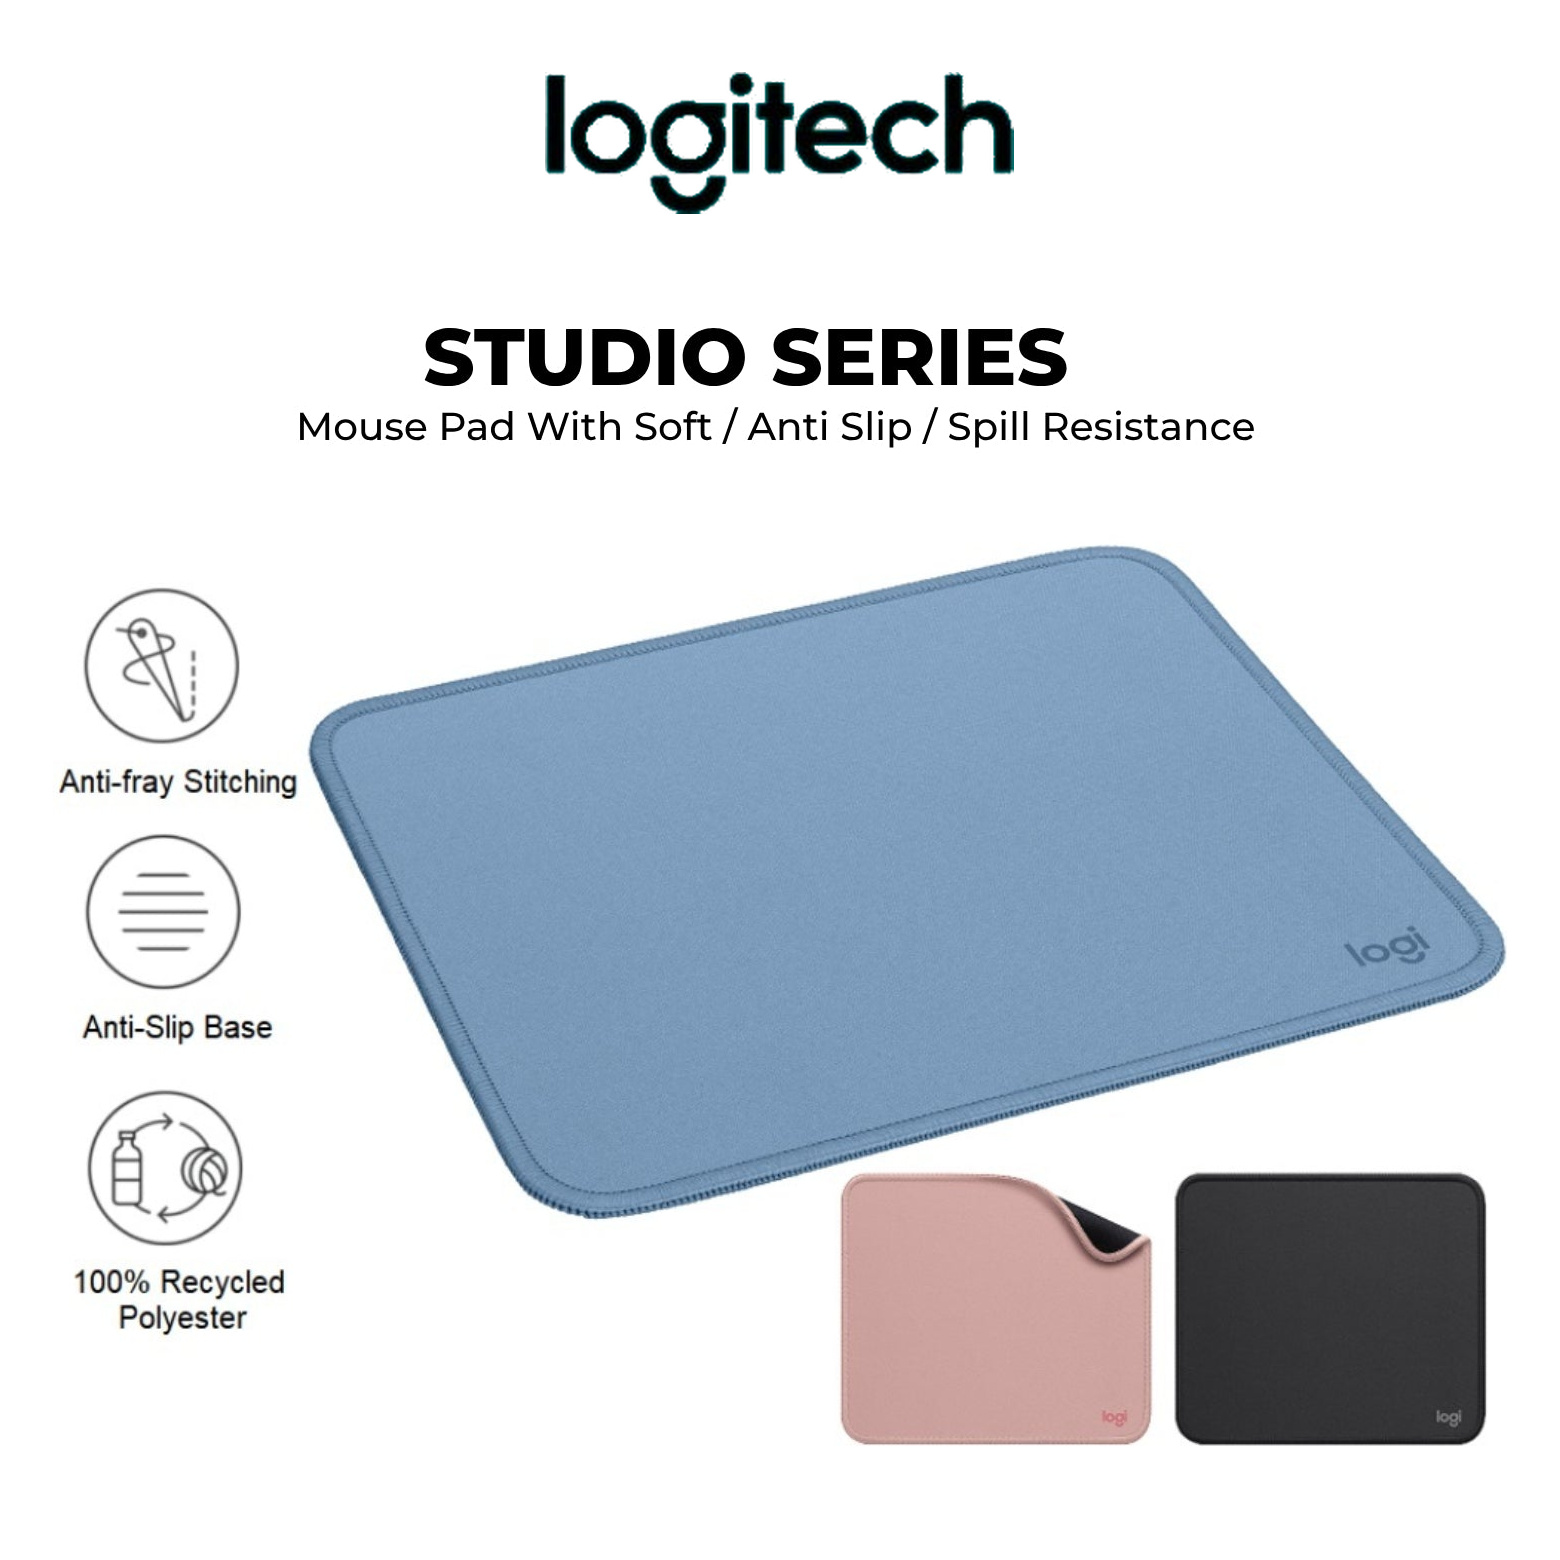 logitech
STUDIO SERIES
Mouse Pad With Soft / Anti Slip / Spill Resistance
Anti-fray Stitching
logi
Anti-Slip Base
100% Recycled
Polyester
logi
logi